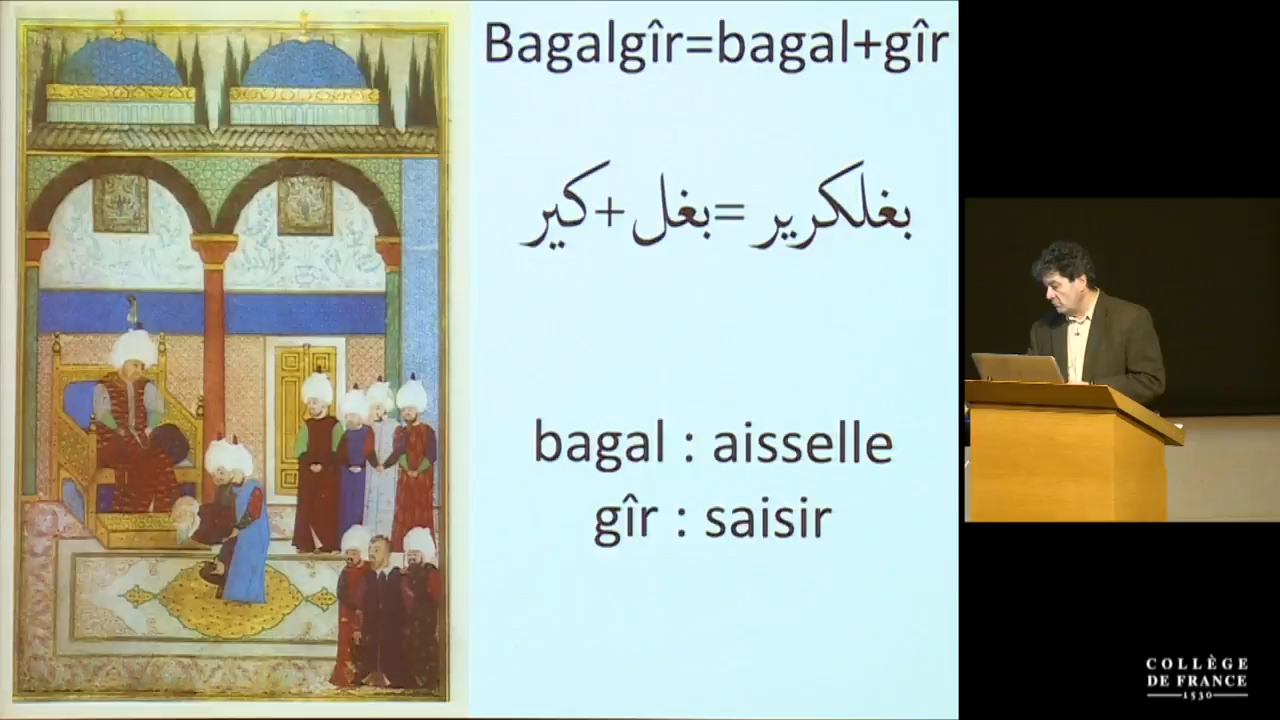 Bagalgîr=bagal+gîr
بغلكرير =بغل+كير
bagal : aisselle
gîr : saisir
COLLÈGE
DE FRANCE
1530